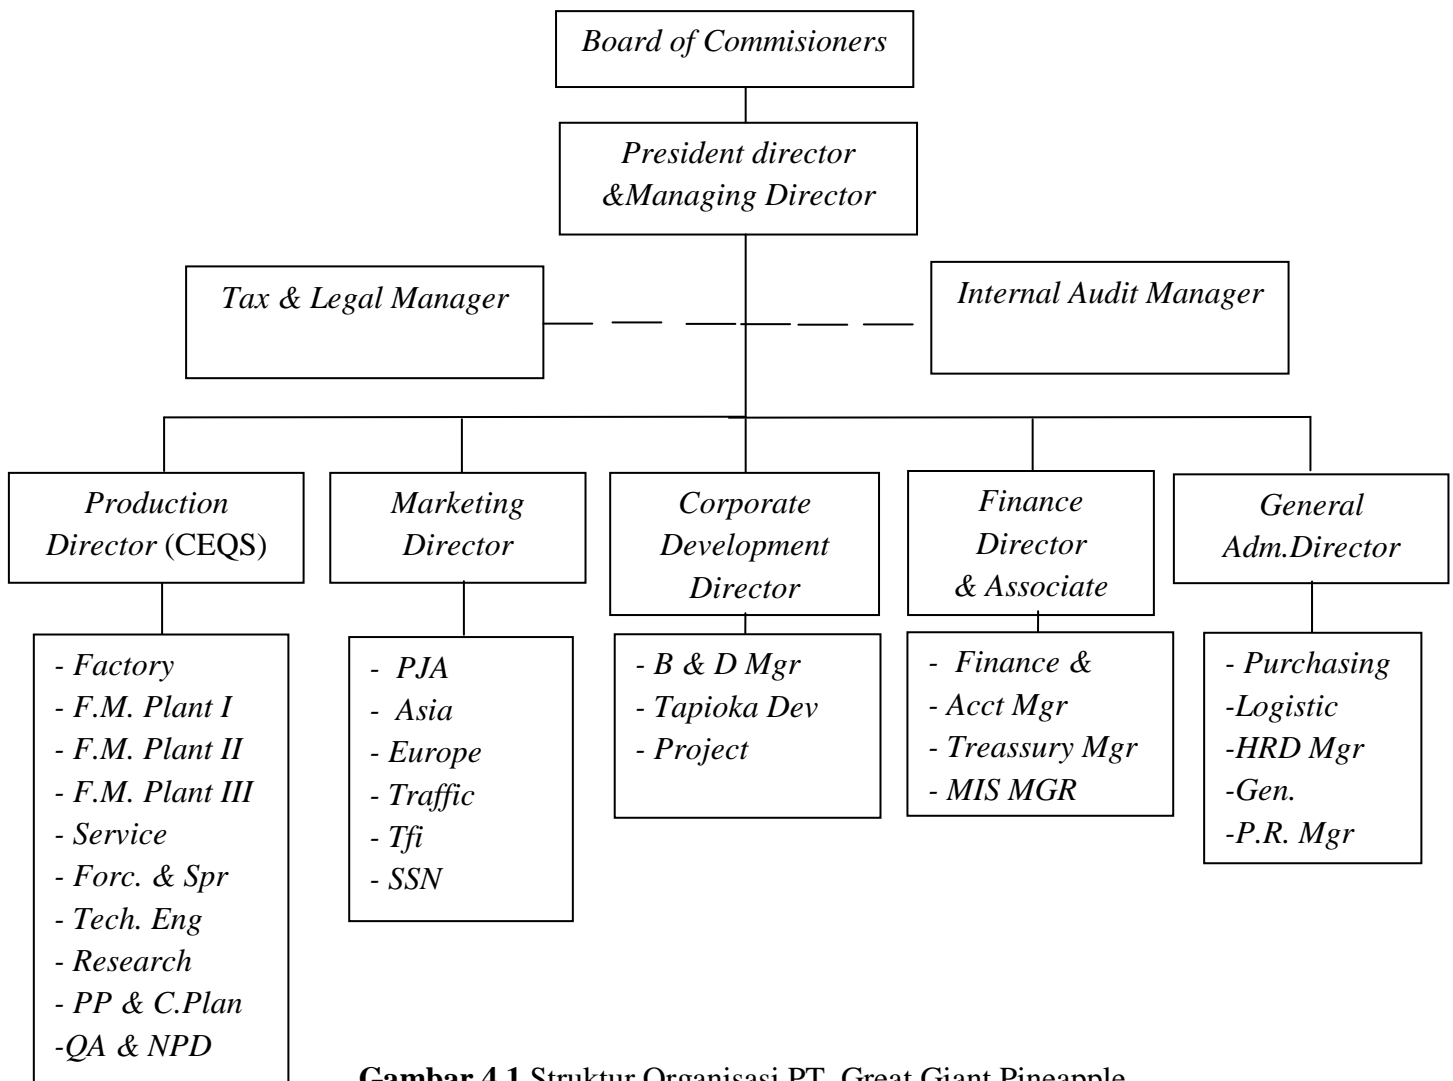 Board of Commisioners
President director
&Managing Director
Tax & Legal Manager
Internal Audit Manager
Production
Director (CEQS)
Marketing
Director
Corporate
Development
Director
Finance
Director
& Associate
General
Adm.Director
- Factory
- F.M. Plant I
- F.M. Plant II
- F.M. Plant III
- Service
- Forc. & Spr
- Tech. Eng
- Research
- PP & C.Plan
-QA & NPD
- PJA
- Asia
- Europe
- Traffic
- Tfi
- SSN
- B & D Mgr
- Tapioka Dev
- Project
- Finance &
- Acct Mgr
- Treassury Mgr
- MIS MGR
- Purchasing
-Logistic
-HRD Mgr
-Gen.
-P.R. Mgr
Gambar 4.1 Struktur Organisasi PT. Great Giant Pineapple